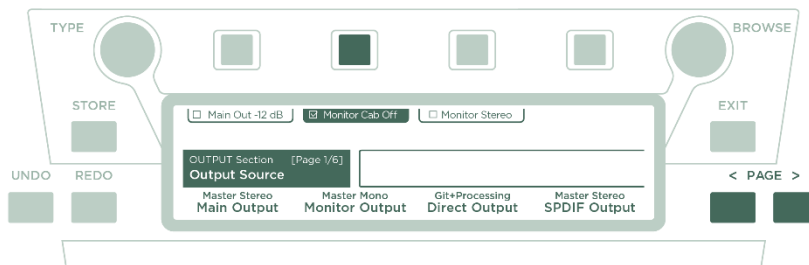 TYPE
BROWSE
STORE
EXIT
☐ Main Out -12 dB ☑ Monitor Cab Off ☐ Monitor Stereo
OUTPUT Section [Page 1/6]
Output Source
UNDO REDO
< PAGE >
Master Stereo Master Mono Git+Processing Master Stereo
Main Output Monitor Output Direct Output SPDIF Output